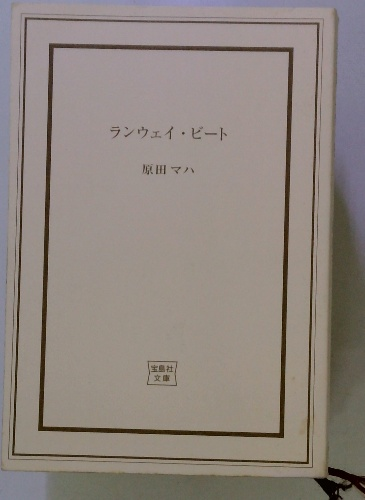 ランウェイ・ビート
原田マハ
宝島社
文庫